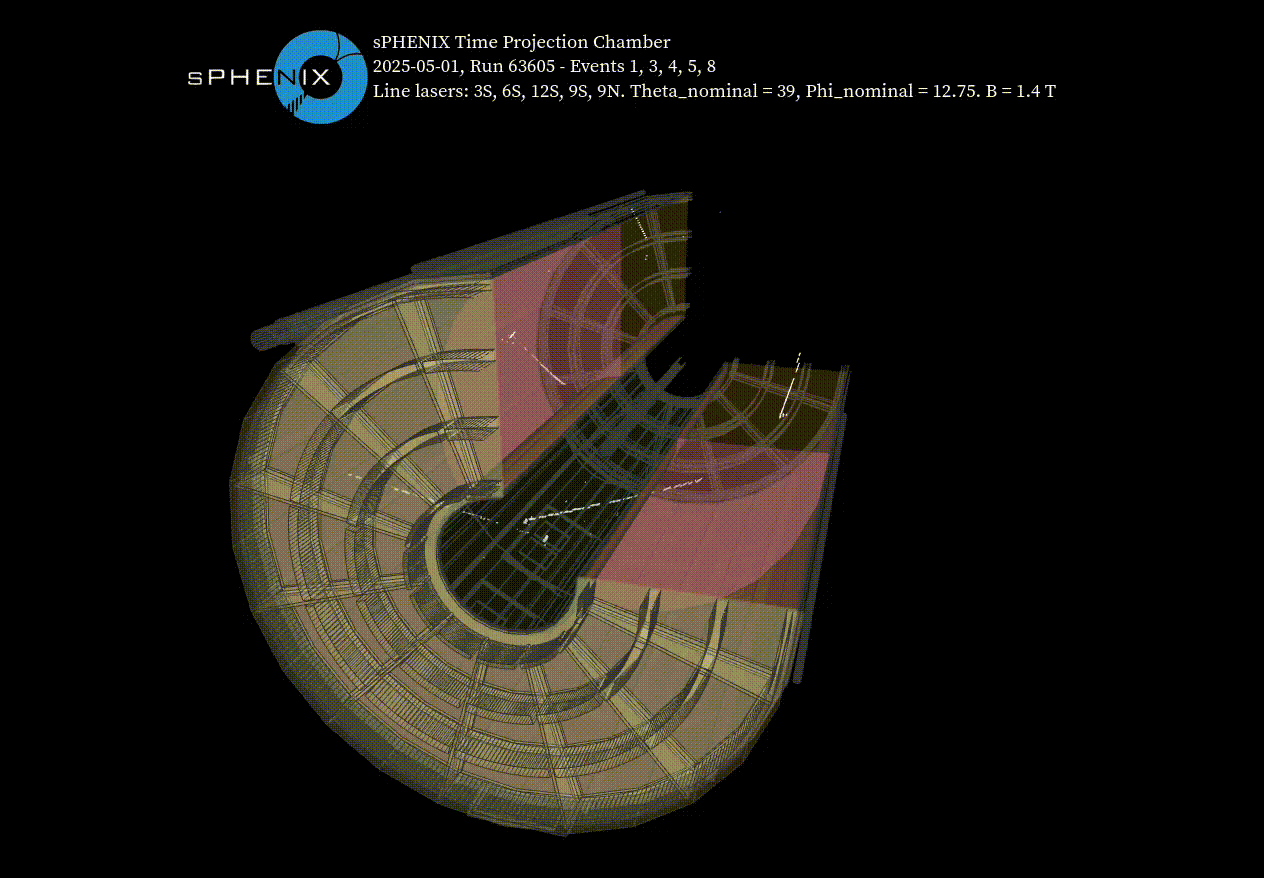 sPHENIX Time Projection Chamber
2025-05-01, Run 63605 - Events 1, 3, 4, 5, 8
sPHENIX
Line lasers: 3S, 6S, 12S, 9S, 9N. Theta_nominal = 39, Phi_nominal = 12.75. B = 1.4 T